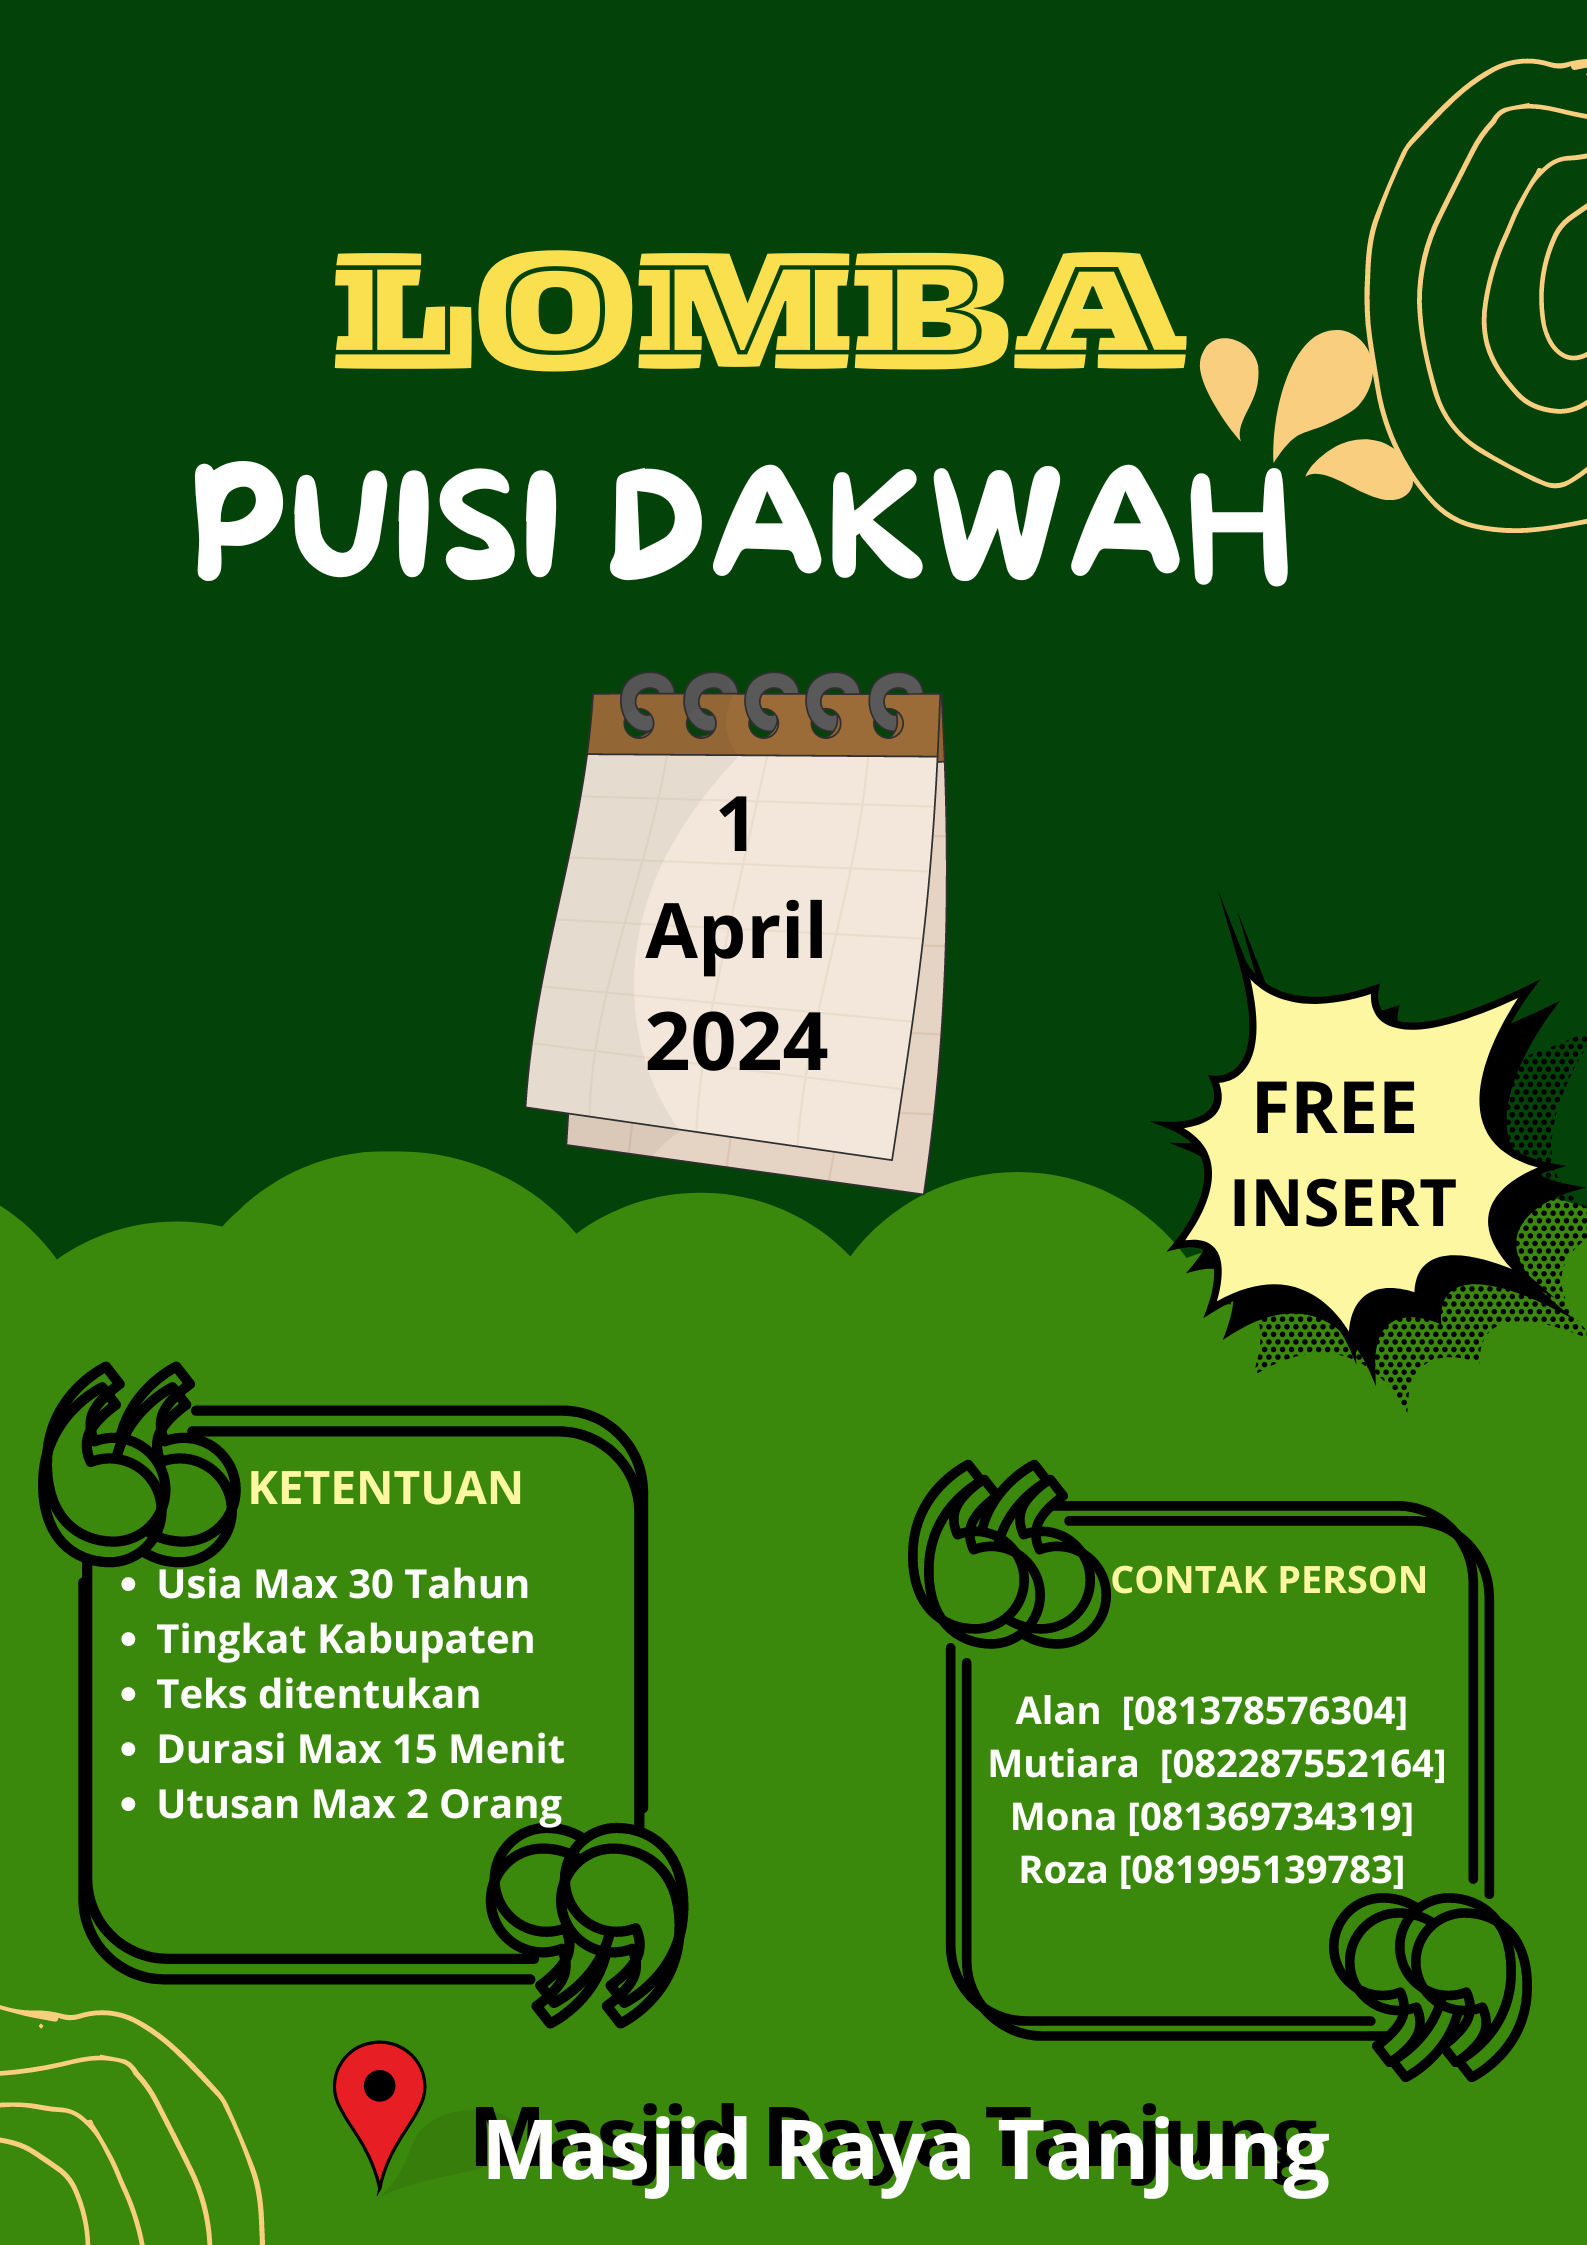 LOMBA
PUISI DAKWAH
1
April
2024
FREE
INSERT
KETENTUAN
• Usia Max 30 Tahun
• Tingkat Kabupaten
• Teks ditentukan
• Durasi Max 15 Menit
• Utusan Max 2 Orang
CONTAK PERSON
Alan [081378576304]
Mutiara [082287552164]
Mona [081369734319]
Roza [081995139783]
Masjid Raya Tanjung